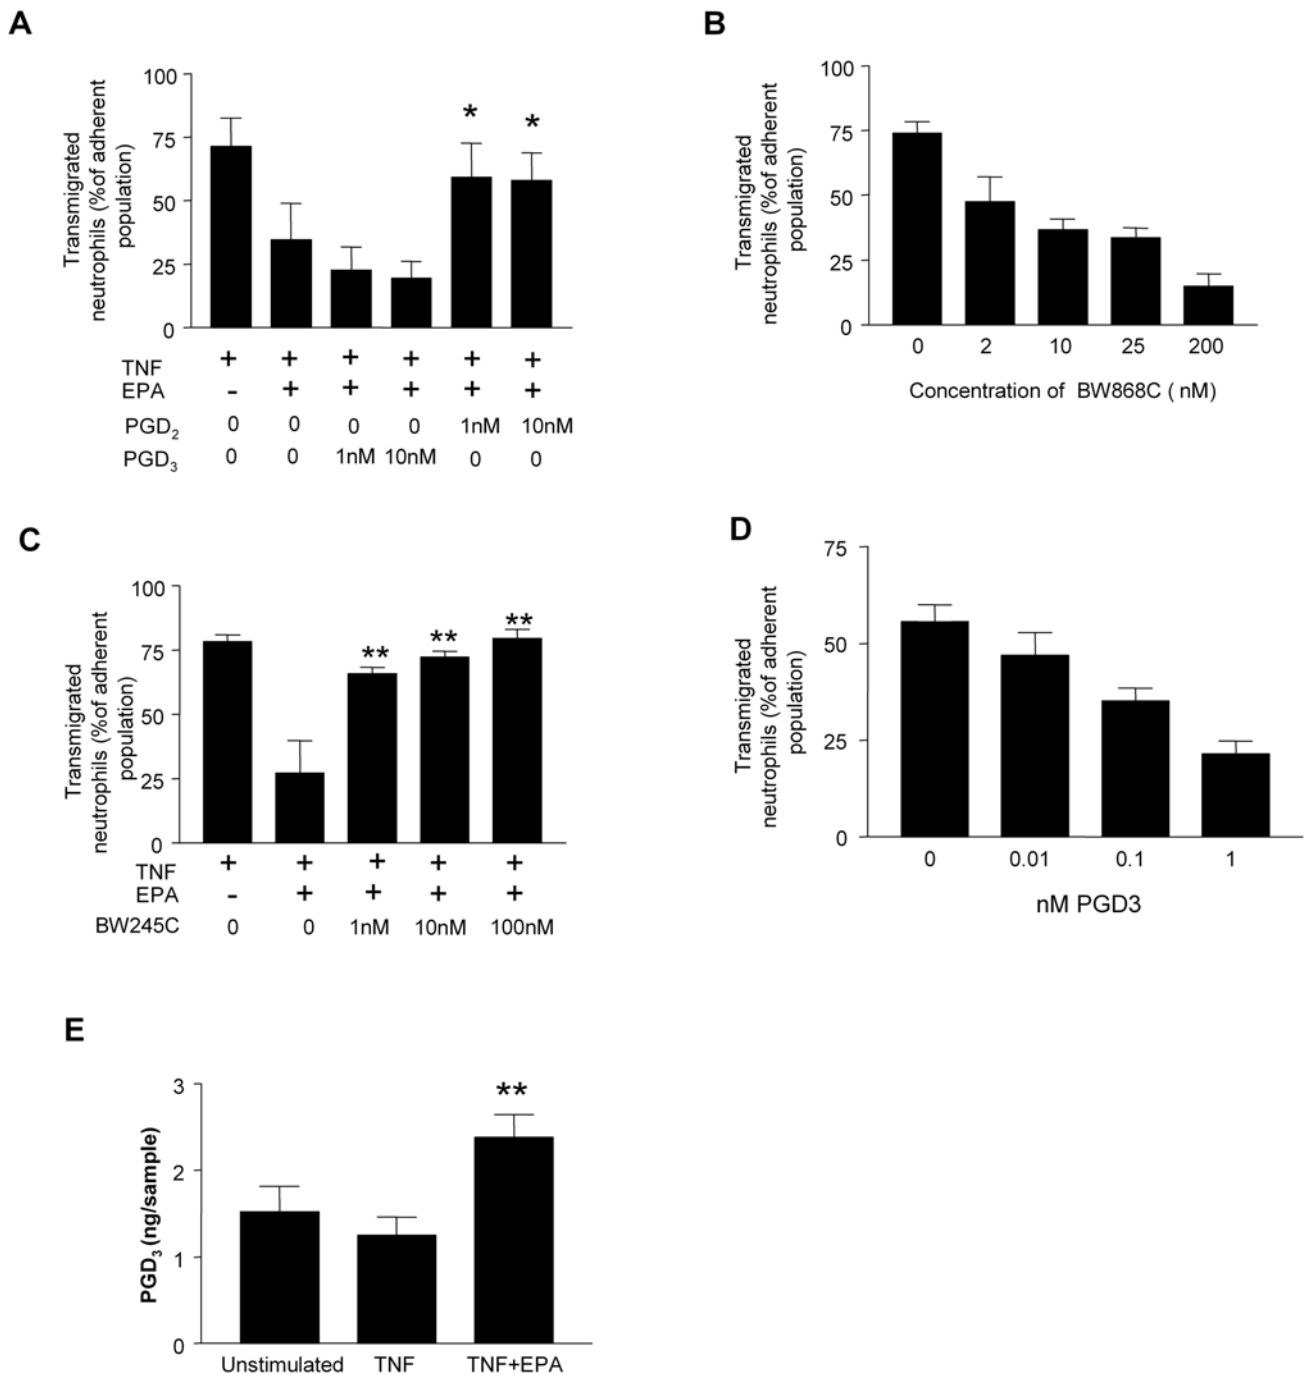 A
Transmigrated
neutrophils (%of adherent
population)
100
75
50
25
0
* *
TNF + + + + + +
EPA - + + + + +
PGD2 0 0 0 0 1nM 10nM
PGD3 0 0 1nM 10nM 0 0
B
Transmigrated
neutrophils (%of adherent
population)
100
75
50
25
0
0 2 10 25 200
Concentration of BW868C ( nM)
C
Transmigrated
neutrophils (%of adherent
population)
100
75
50
25
0
** ** **
TNF + + + + +
EPA - + + + +
BW245C 0 0 1nM 10nM 100nM
D
Transmigrated
neutrophils (%of adherent
population)
75
50
25
0
0 0.01 0.1 1
nM PGD3
E
PGD3 (ng/sample)
3
2
1
0
**
Unstimulated TNF TNF+EPA